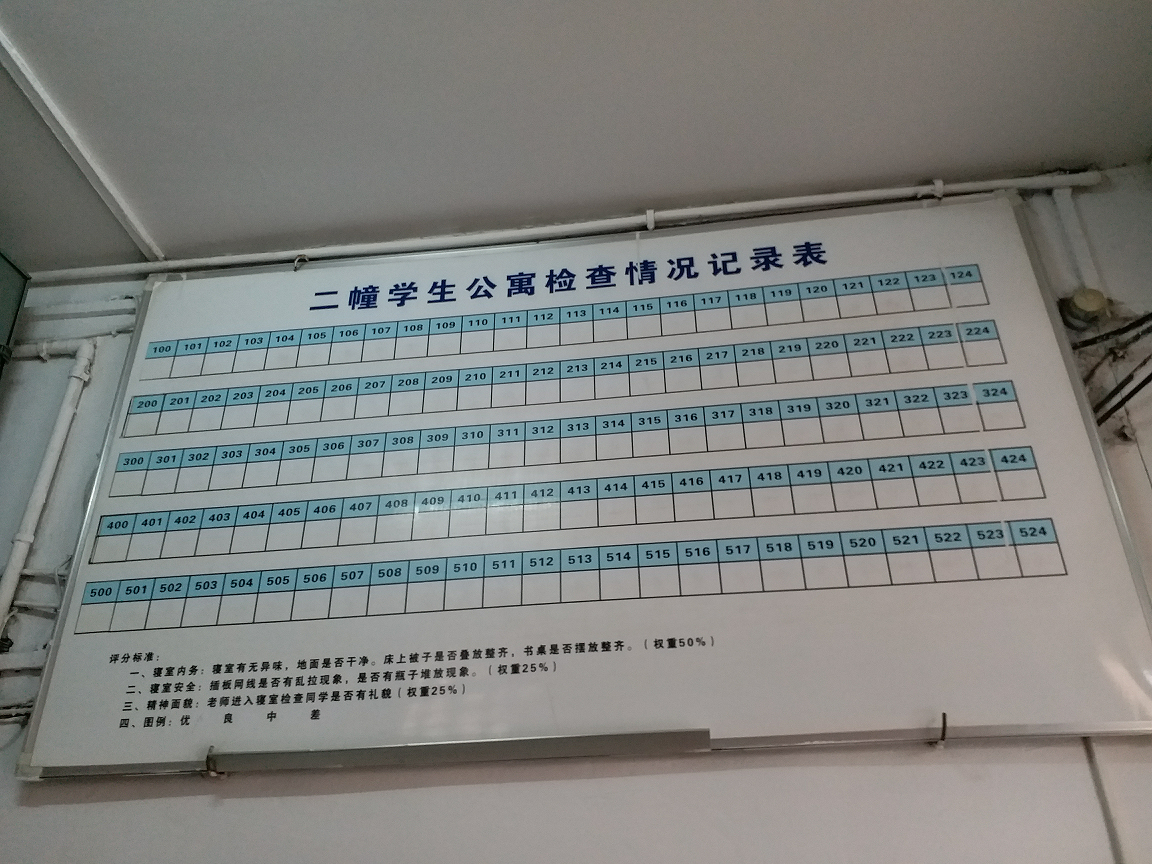 二幢学生公寓检查情况记录表
100 101 102 103 104 105 106 107 108 109 110 111 112 113 114 115 116 117 118 119 120 121 122 123 124
200 201 202 203 204 205 206 207 208 209 210 211 212 213 214 215 216 217 218 219 220 221 222 223 224
300 301 302 303 304 305 306 307 308 309 310 311 312 313 314 315 316 317 318 319 320 321 322 323 324
400 401 402 403 404 405 406 407 408 409 410 411 412 413 414 415 416 417 418 419 420 421 422 423 424
500 501 502 503 504 505 506 507 508 509 510 511 512 513 514 515 516 517 518 519 520 521 522 523 524
评分标准：
一、寝室内务：寝室有无异味，地面是否干净。床上被子是否叠放整齐，书桌是否摆放整齐。（权重50%）
二、寝室安全：插板网线是否有乱拉现象，是否有瓶子堆放现象。（权重25%）
三、精神面貌：老师进入寝室检查同学是否有礼貌（权重25%）
四、图例：优 良 中 差